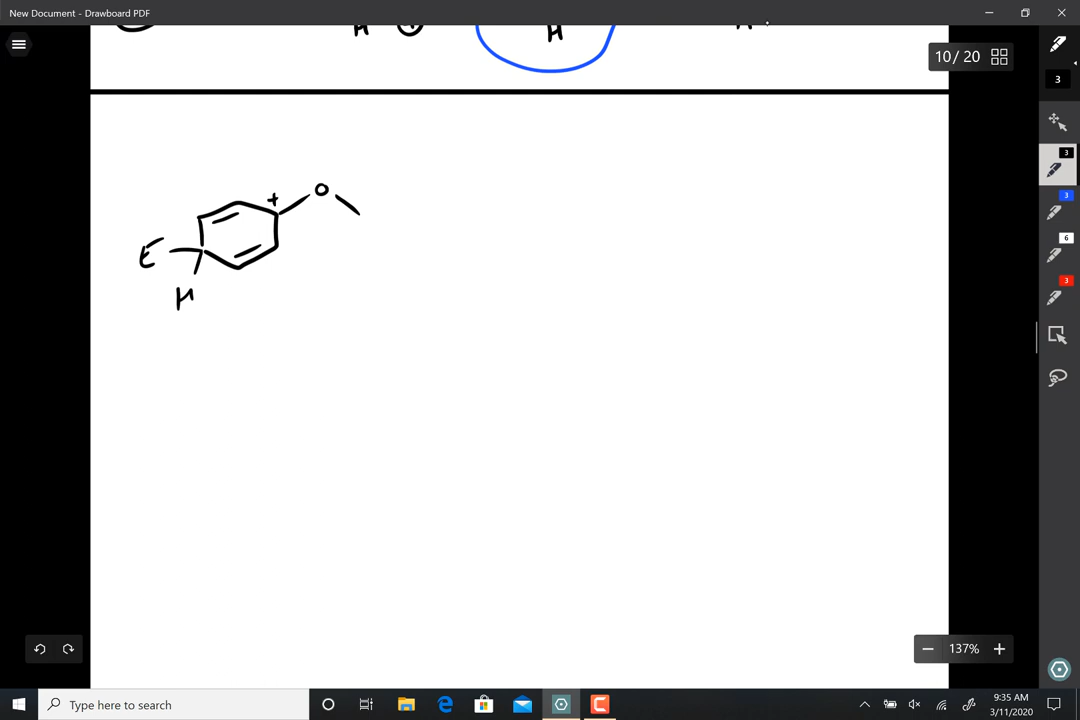 New Document - Drawboard PDF
H + H H
10 / 20
3
3
3
6
3
+ O
E
H
137%
Type here to search
9:35 AM
3/11/2020